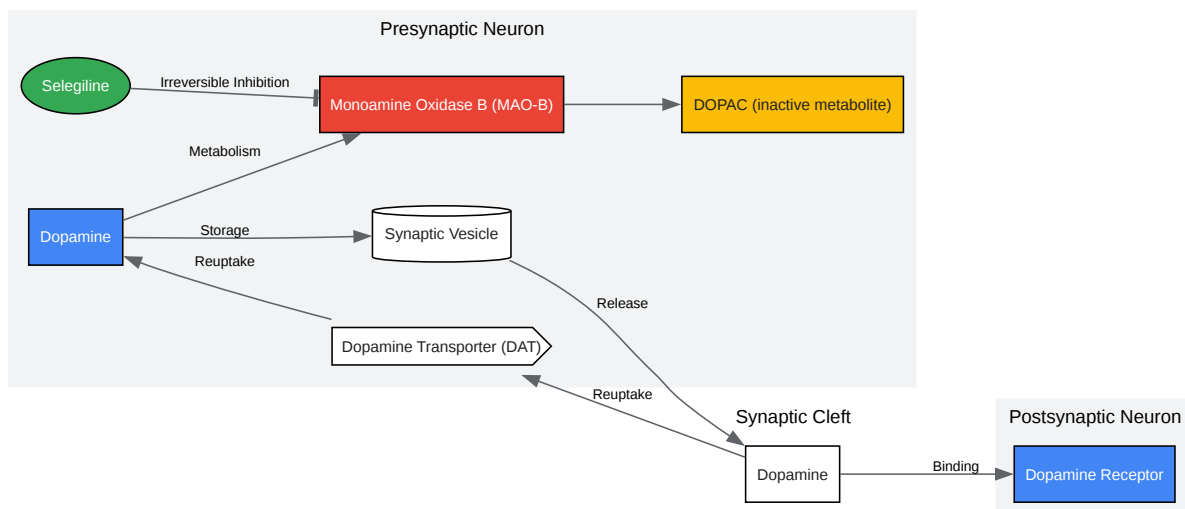 Presynaptic Neuron
Selegiline
Irreversible Inhibition
Monoamine Oxidase B (MAO-B)
DOPAC (inactive metabolite)
Metabolism
Dopamine
Storage
Synaptic Vesicle
Reuptake
Release
Dopamine Transporter (DAT)
Reuptake
Synaptic Cleft
Postsynaptic Neuron
Dopamine
Binding
Dopamine Receptor